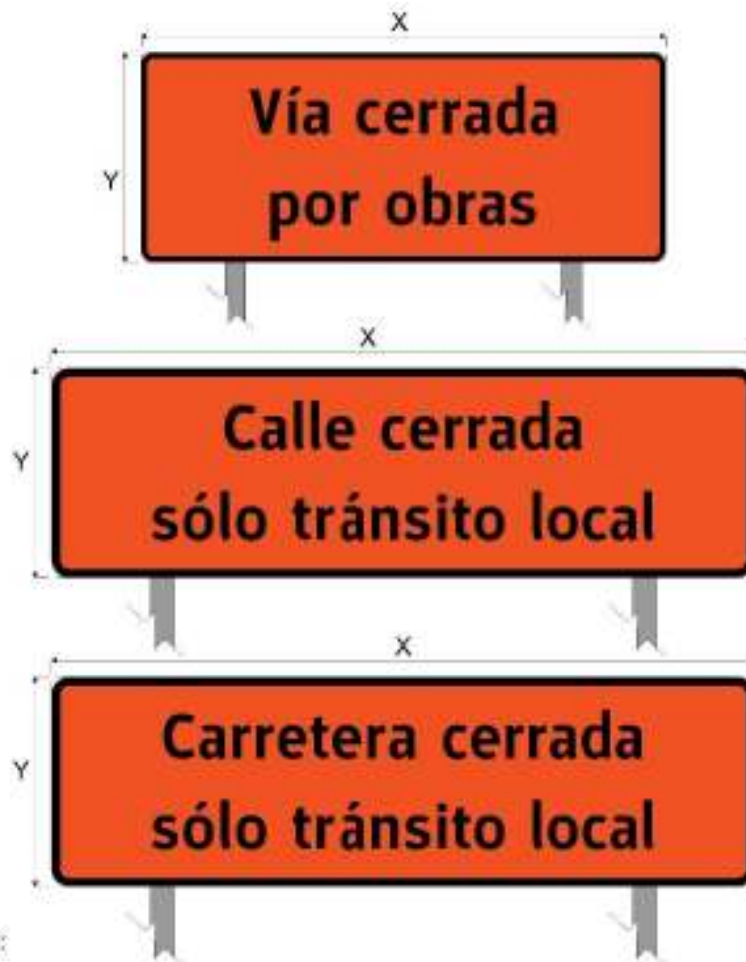 X
Y
Vía cerrada
por obras
X
Y
Calle cerrada
sólo tránsito local
X
Y
Carretera cerrada
sólo tránsito local